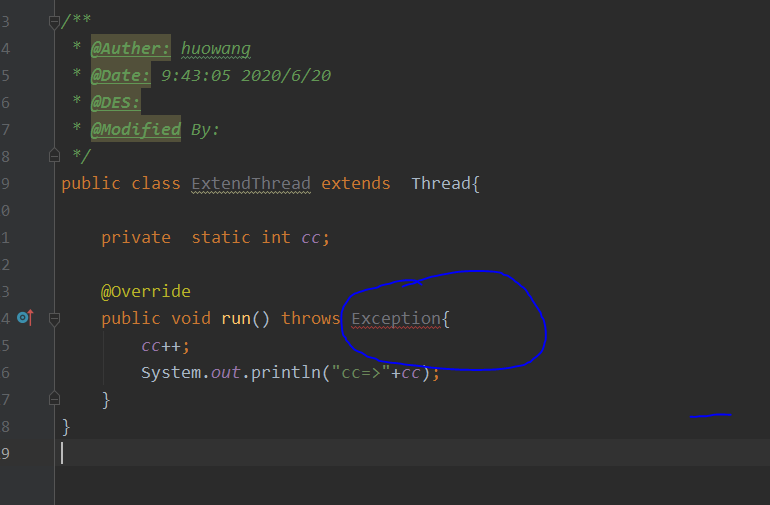 3 /**
4 * @Auther: huowang
5 * @Date: 9:43:05 2020/6/20
6 * @DES:
7 * @Modified By:
8 */
9 public class ExtendThread extends  Thread{
0
1 private  static int cc;
2
3 @Override
4 public void run() throws Exception{
5 cc++;
6 System.out.println("cc=>"+cc);
7 }
8 }
9